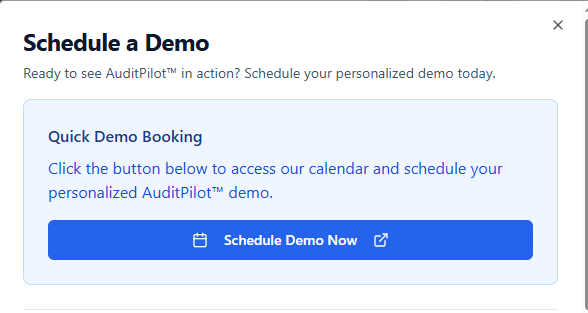 Schedule a Demo
Ready to see AuditPilot™ in action? Schedule your personalized demo today.
Quick Demo Booking
Click the button below to access our calendar and schedule your
personalized AuditPilot™ demo.
Schedule Demo Now